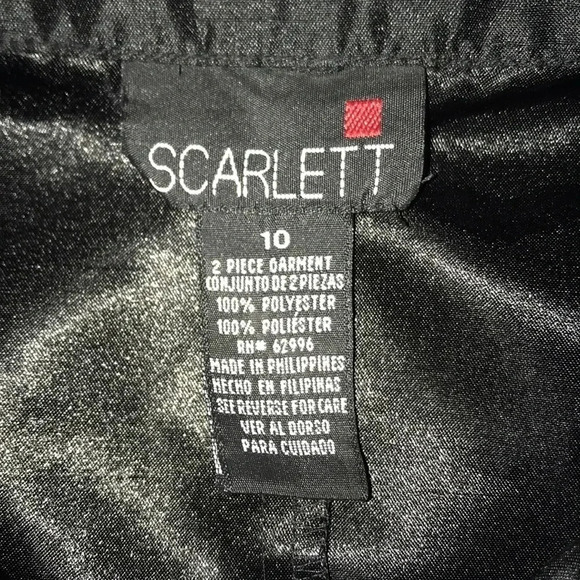 SCARLETT
10
2 PIECE GARMENT
CONJUNTO DE 2 PIEZAS
100% POLYESTER
100% POLIÉSTER
RN# 62996
MADE IN PHILIPPINES
HECHO EN FILIPINAS
SEE REVERSE FOR CARE
VER AL DORSO
PARA CUIDADO